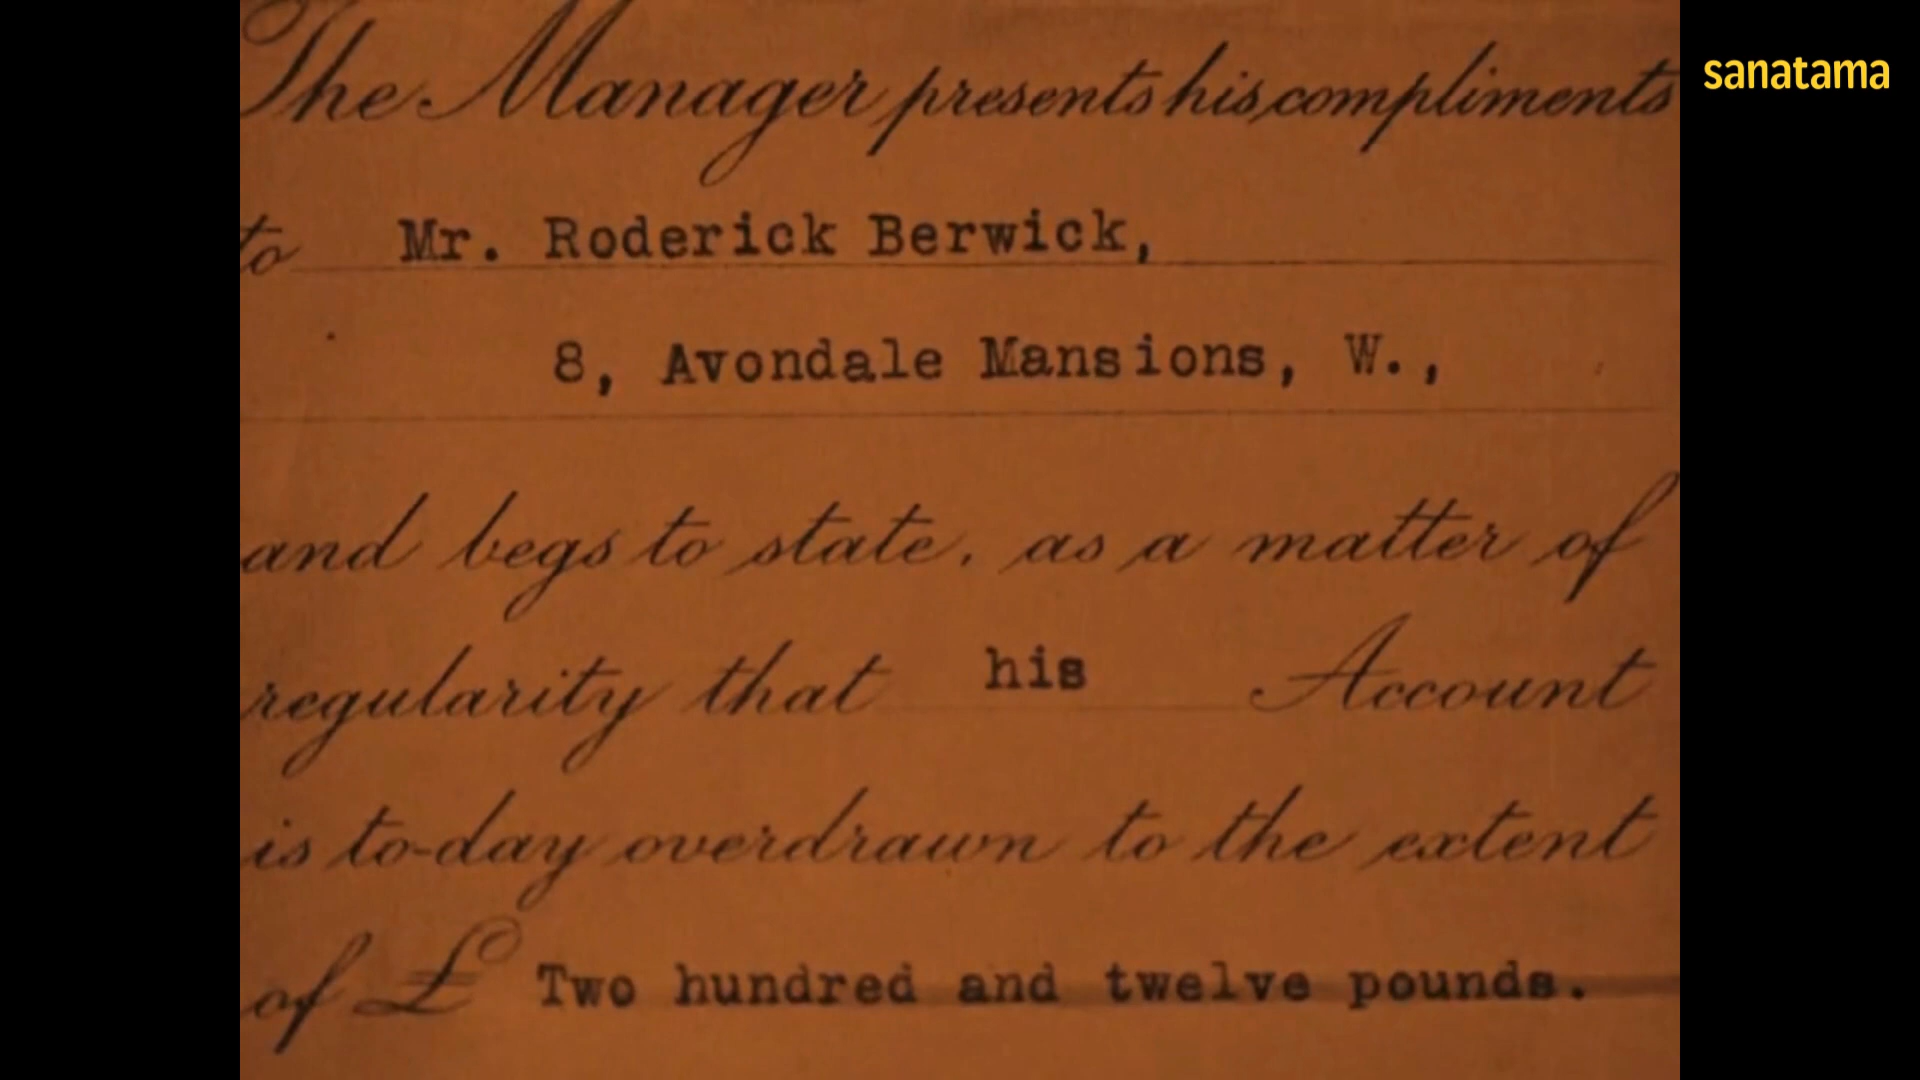 The Manager presents his compliments
sanatama
to Mr. Roderick Berwick,
8, Avondale Mansions, W.,
and begs to state, as a matter of
regularity that his Account
is to-day overdrawn to the extent
of £ Two hundred and twelve pounds.